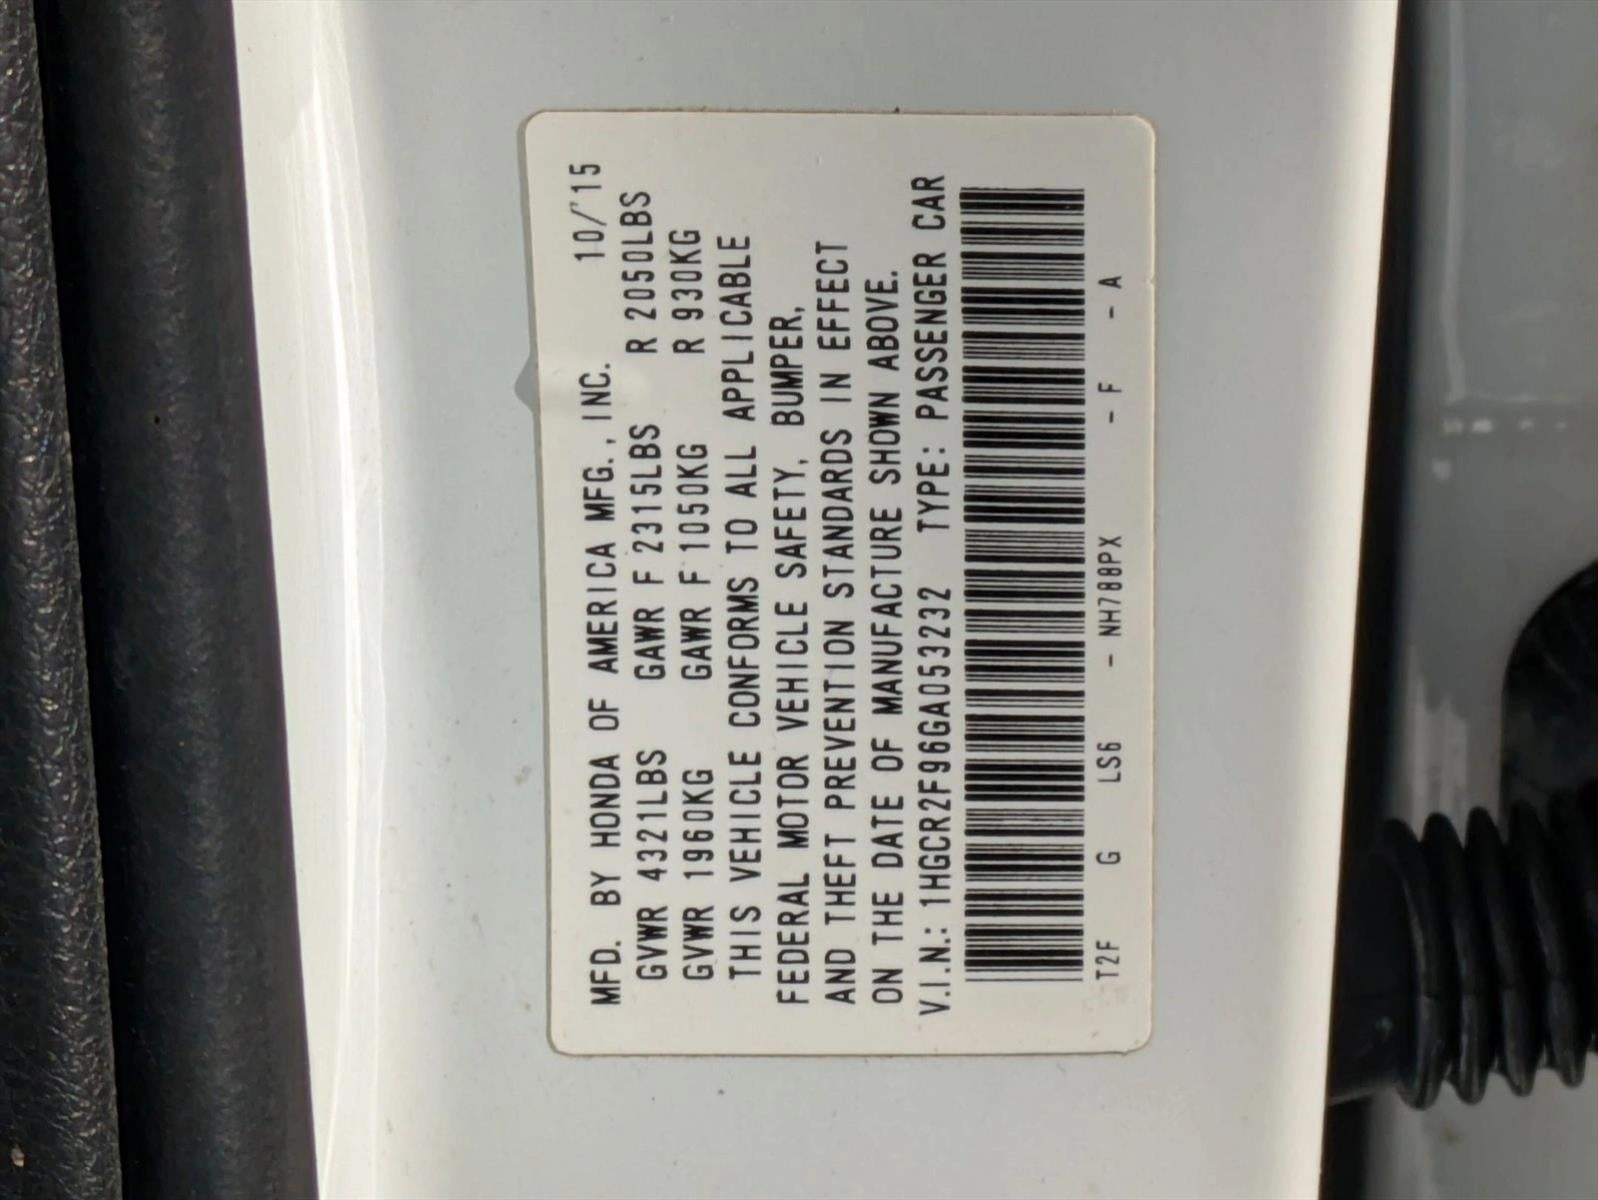 MFD. BY HONDA OF AMERICA MFG., INC. 10/'15
GVWR 4321LBS GAWR F 2315LBS R 2050LBS
GVWR 1960KG GAWR F 1050KG R 930KG
THIS VEHICLE CONFORMS TO ALL APPLICABLE
FEDERAL MOTOR VEHICLE SAFETY, BUMPER,
AND THEFT PREVENTION STANDARDS IN EFFECT
ON THE DATE OF MANUFACTURE SHOWN ABOVE.
V.I.N.: 1HGCR2F96GA053232 TYPE: PASSENGER CAR
T2F G LS6 - NH788PX - F - A